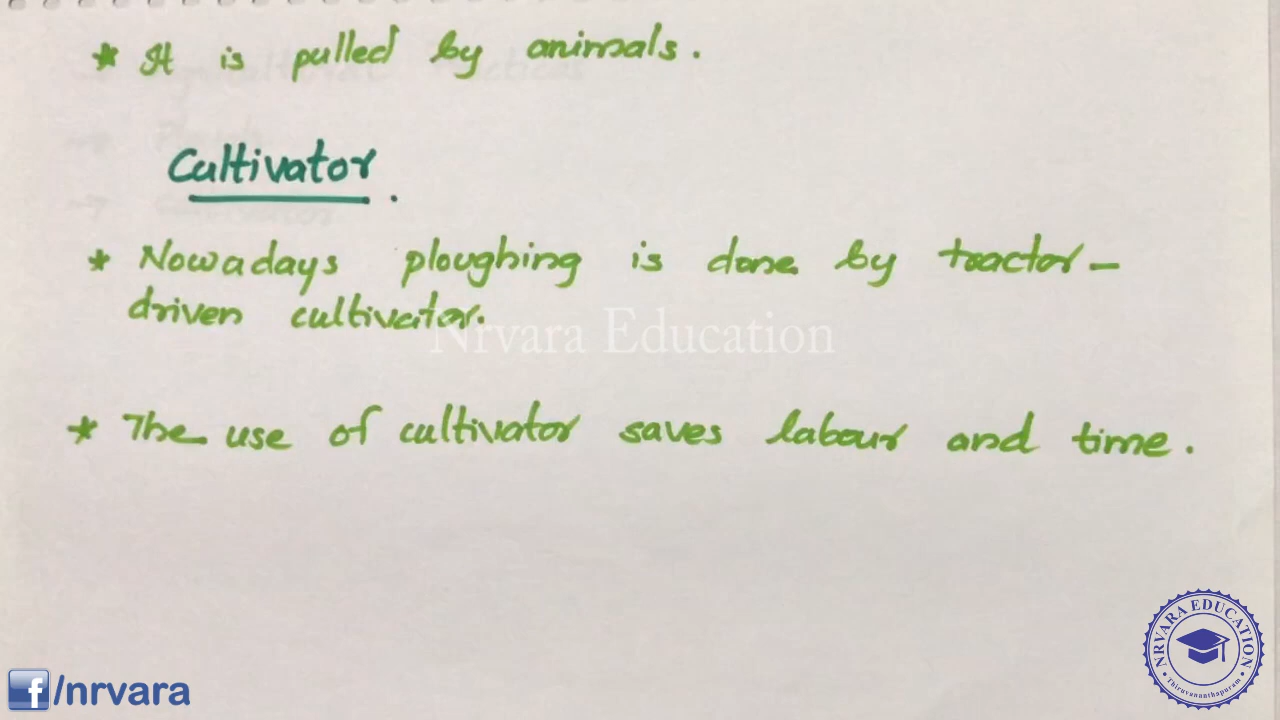 * It is pulled by animals.
Cultivator.
* Nowadays ploughing is done by tractor-
driven cultivator.
Nrvara Education
* The use of cultivator saves labour and time.
NRVARA EDUCATION
• Thiruvananthapuram •
f/nrvara